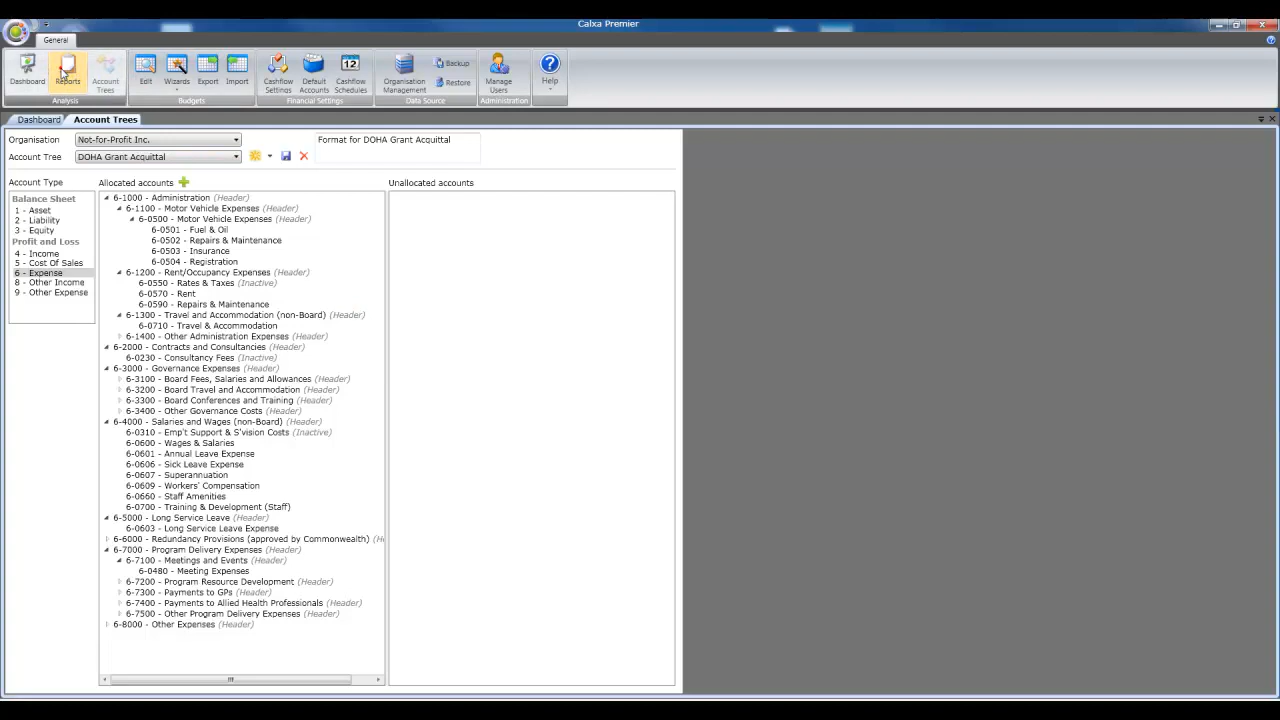 Calxa Premier
General
Dashboard
Reports
Account Trees
Analysis
Edit
Wizards
Export
Import
Budgets
Cashflow Settings
Default Accounts
12
Cashflow Schedules
Financial Settings
Organisation Management
Backup
Restore
Data Source
Manage Users
Administration
Help
Dashboard
Account Trees
Organisation
Not-for-Profit Inc.
Format for DOHA Grant Acquittal
Account Tree
DOHA Grant Acquittal
Account Type
Balance Sheet
1 - Asset
2 - Liability
3 - Equity
Profit and Loss
4 - Income
5 - Cost Of Sales
6 - Expense
8 - Other Income
9 - Other Expense
Allocated accounts
6-1000 - Administration (Header)
6-1100 - Motor Vehicle Expenses (Header)
6-0500 - Motor Vehicle Expenses (Header)
6-0501 - Fuel & Oil
6-0502 - Repairs & Maintenance
6-0503 - Insurance
6-0504 - Registration
6-1200 - Rent/Occupancy Expenses (Header)
6-0550 - Rates & Taxes (Inactive)
6-0570 - Rent
6-0590 - Repairs & Maintenance
6-1300 - Travel and Accommodation (non-Board) (Header)
6-0710 - Travel & Accommodation
6-1400 - Other Administration Expenses (Header)
6-2000 - Contracts and Consultancies (Header)
6-0230 - Consultancy Fees (Inactive)
6-3000 - Governance Expenses (Header)
6-3100 - Board Fees, Salaries and Allowances (Header)
6-3200 - Board Travel and Accommodation (Header)
6-3300 - Board Conferences and Training (Header)
6-3400 - Other Governance Costs (Header)
6-4000 - Salaries and Wages (non-Board) (Header)
6-0310 - Emp't Support & S'vision Costs (Inactive)
6-0600 - Wages & Salaries
6-0601 - Annual Leave Expense
6-0606 - Sick Leave Expense
6-0607 - Superannuation
6-0609 - Workers' Compensation
6-0660 - Staff Amenities
6-0700 - Training & Development (Staff)
6-5000 - Long Service Leave (Header)
6-0603 - Long Service Leave Expense
6-6000 - Redundancy Provisions (approved by Commonwealth) (H
6-7000 - Program Delivery Expenses (Header)
6-7100 - Meetings and Events (Header)
6-0480 - Meeting Expenses
6-7200 - Program Resource Development (Header)
6-7300 - Payments to GPs (Header)
6-7400 - Payments to Allied Health Professionals (Header)
6-7500 - Other Program Delivery Expenses (Header)
6-8000 - Other Expenses (Header)
Unallocated accounts